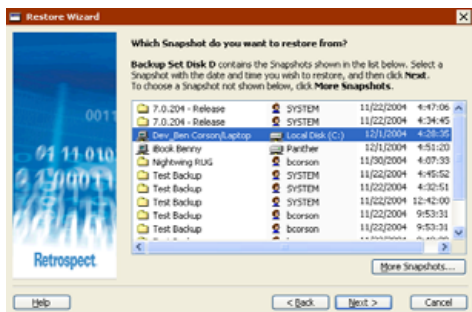 Restore Wizard
Which Snapshot do you want to restore from?
Backup Set Disk D contains the Snapshots shown in the list below. Select a
Snapshot with the date and time you wish to restore, and then click Next.
To choose a Snapshot not shown below, click More Snapshots.
7.0.204 - Release SYSTEM 11/22/2004 4:47:06
7.0.204 - Release SYSTEM 11/22/2004 4:34:45
Dev_Ben Corson/Laptop Local Disk (C:) 12/1/2004 4:28:35
iBook Benny Panther 12/1/2004 4:51:20
Nightwing RUG bcorson 11/30/2004 4:07:33
Test Backup SYSTEM 11/22/2004 4:45:52
Test Backup SYSTEM 11/22/2004 4:32:51
Test Backup SYSTEM 11/22/2004 12:42:00
Test Backup bcorson 11/22/2004 9:53:31
Test Backup bcorson 11/22/2004 9:53:31
Retrospect
More Snapshots...
Help
< Back
Next >
Cancel